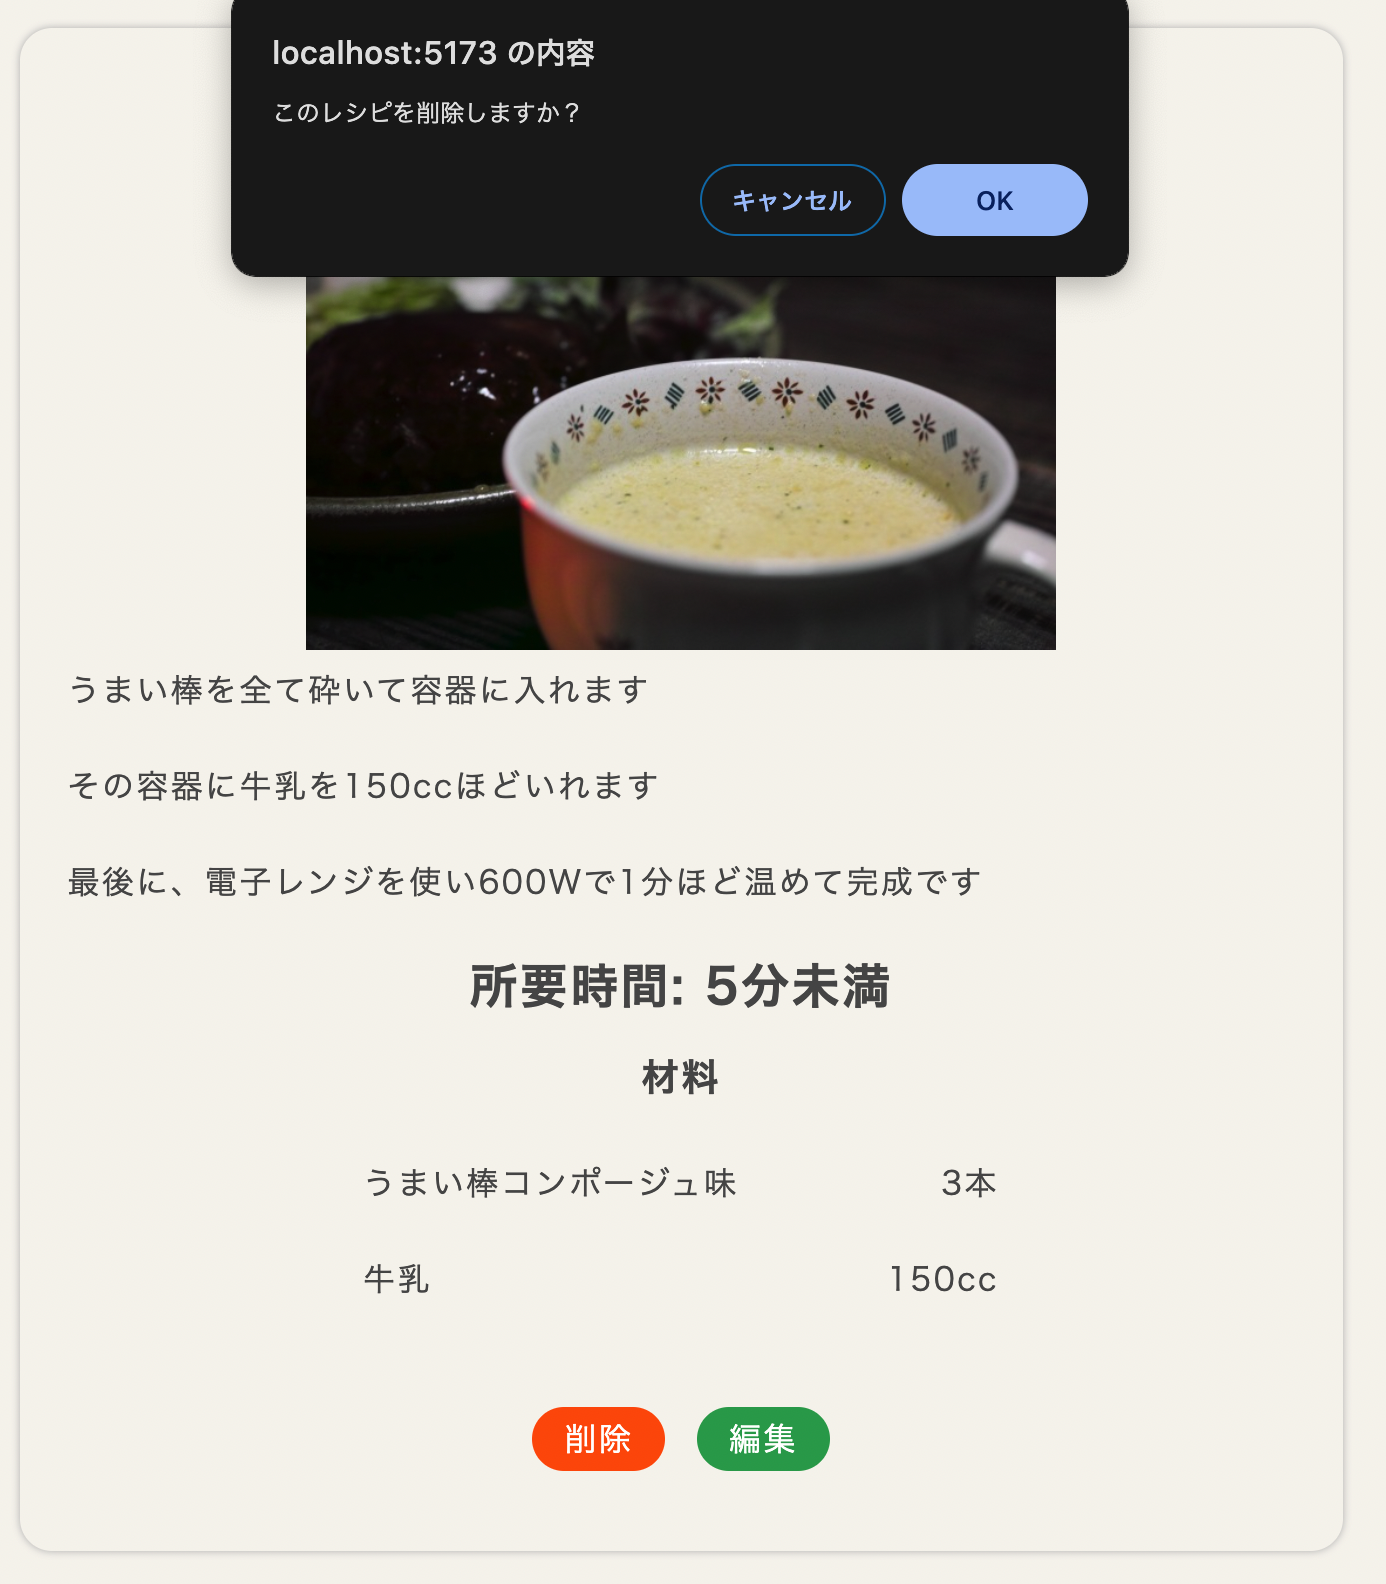 localhost:5173 の内容
このレシピを削除しますか？
キャンセル
OK
うまい棒を全て砕いて容器に入れます
その容器に牛乳を150ccほどいれます
最後に、電子レンジを使い600Wで1分ほど温めて完成です
所要時間: 5分未満
材料
うまい棒コンポージュ味 3本
牛乳 150cc
削除
編集